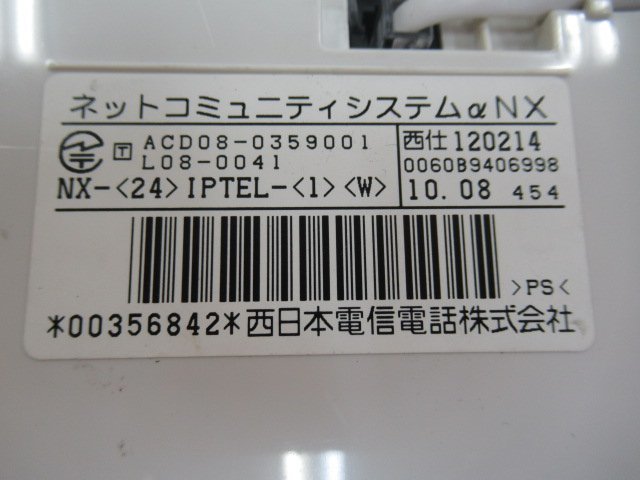 ネットコミュニティシステムαNX
T ACD08-0359001
L08-0041
西仕 120214
0060B9406998
NX-<24>IPTEL-<1><W>
10.08 454
>PS<
*00356842*西日本電信電話株式会社